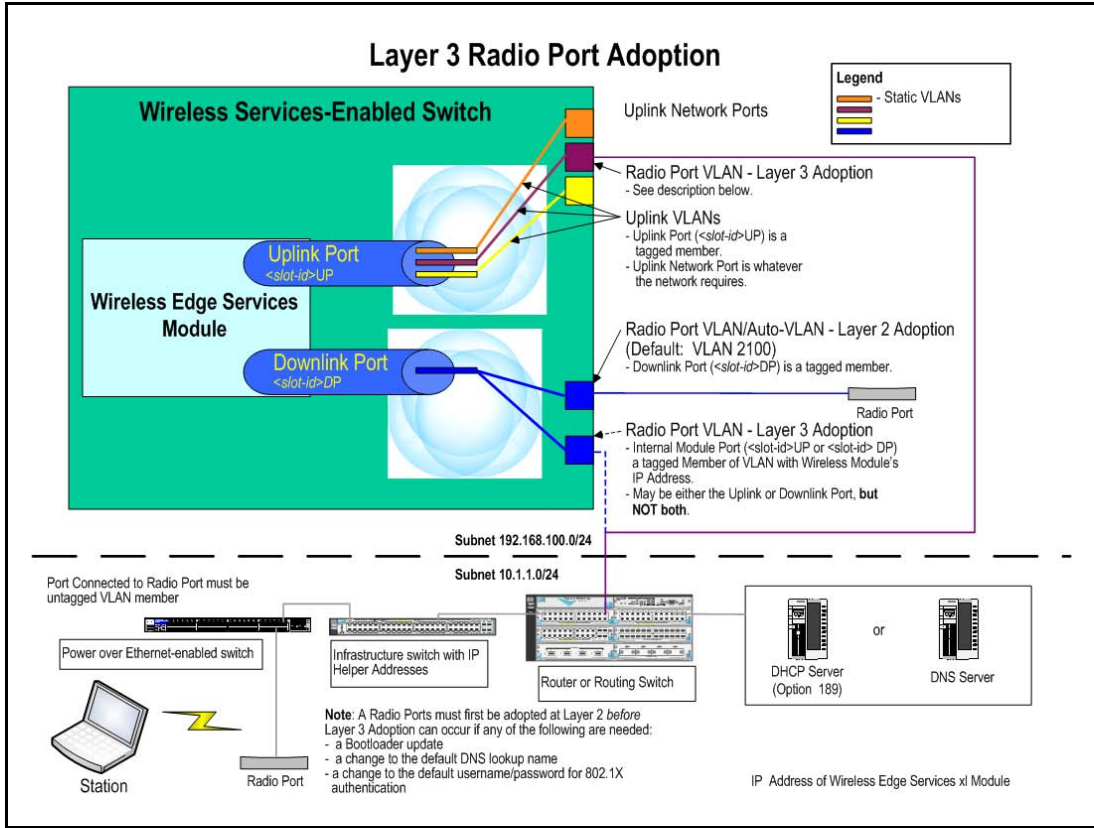 Layer 3 Radio Port Adoption
Legend
- Static VLANs
Wireless Services-Enabled Switch
Uplink Network Ports
Radio Port VLAN - Layer 3 Adoption
- See description below.
Uplink VLANs
- Uplink Port (<slot-id>UP) is a
tagged member.
- Uplink Network Port is whatever
the network requires.
Uplink Port
<slot-id>UP
Wireless Edge Services
Module
Downlink Port
<slot-id>DP
Radio Port VLAN/Auto-VLAN - Layer 2 Adoption
(Default: VLAN 2100)
- Downlink Port (<slot-id>DP) is a tagged member.
Radio Port
Radio Port VLAN - Layer 3 Adoption
- Internal Module Port (<slot-id>UP or <slot-id> DP)
a tagged Member of VLAN with Wireless Module's
IP Address.
- May be either the Uplink or Downlink Port, but
NOT both.
Subnet 192.168.100.0/24
Subnet 10.1.1.0/24
Port Connected to Radio Port must be
untagged VLAN member
Power over Ethernet-enabled switch
Infrastructure switch with IP
Helper Addresses
Router or Routing Switch
DHCP Server
(Option 189)
or
DNS Server
Note: A Radio Ports must first be adopted at Layer 2 before
Layer 3 Adoption can occur if any of the following are needed:
- a Bootloader update
- a change to the default DNS lookup name
- a change to the default username/password for 802.1X
authentication
Station
Radio Port
IP Address of Wireless Edge Services xl Module